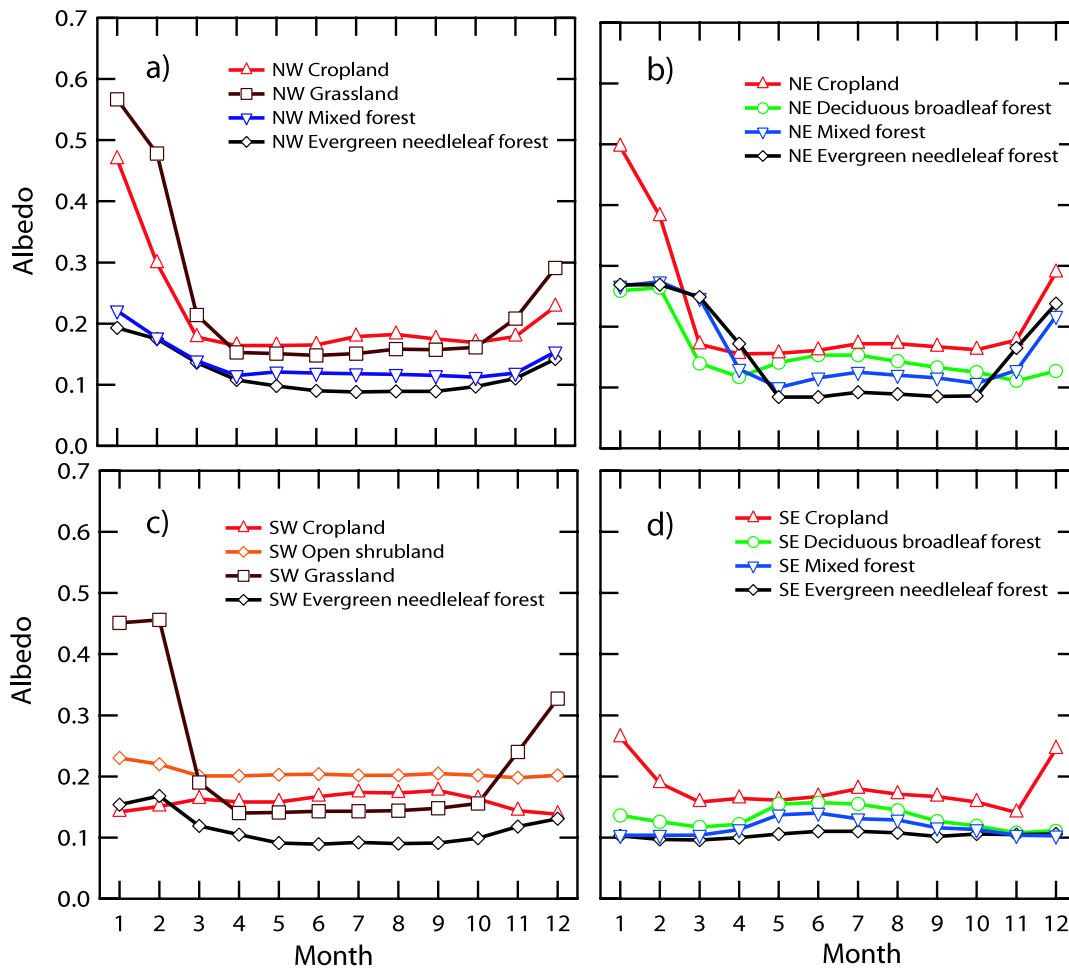 0.7
0.6
0.5
0.4
0.3
0.2
0.1
0.0
Albedo
a)
NW Cropland
NW Grassland
NW Mixed forest
NW Evergreen needleleaf forest
b)
NE Cropland
NE Deciduous broadleaf forest
NE Mixed forest
NE Evergreen needleleaf forest
0.7
0.6
0.5
0.4
0.3
0.2
0.1
0.0
Albedo
c)
SW Cropland
SW Open shrubland
SW Grassland
SW Evergreen needleleaf forest
1 2 3 4 5 6 7 8 9 10 11 12
Month
d)
SE Cropland
SE Deciduous broadleaf forest
SE Mixed forest
SE Evergreen needleleaf forest
1 2 3 4 5 6 7 8 9 10 11 12
Month